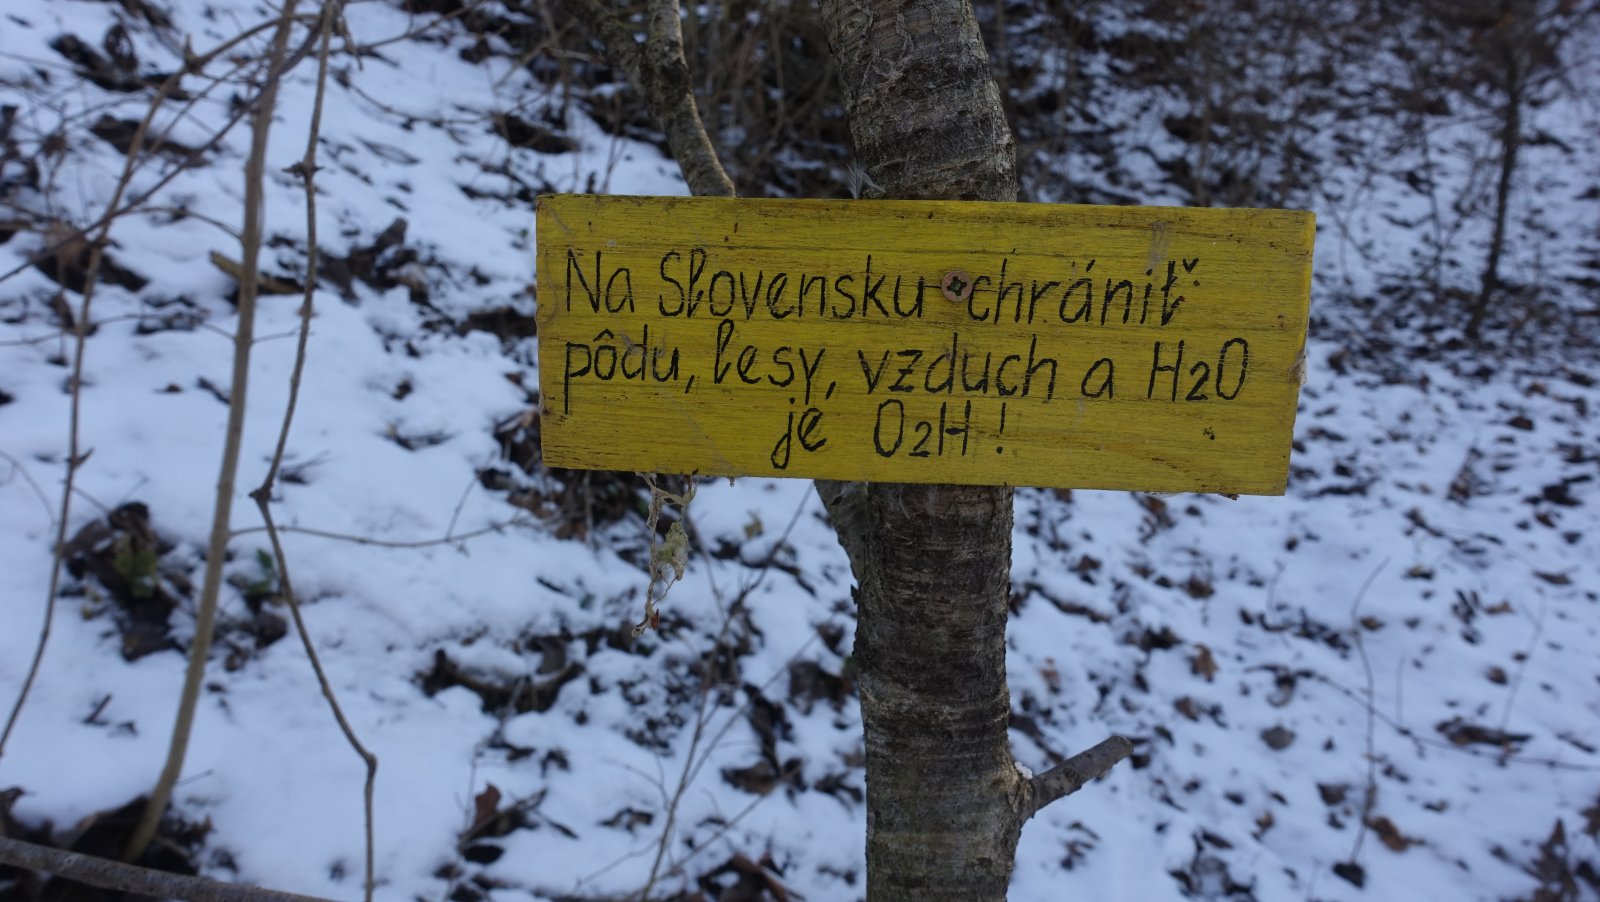 Na Slovensku chrániť
pôdu, lesy, vzduch a H2O
je O2H!